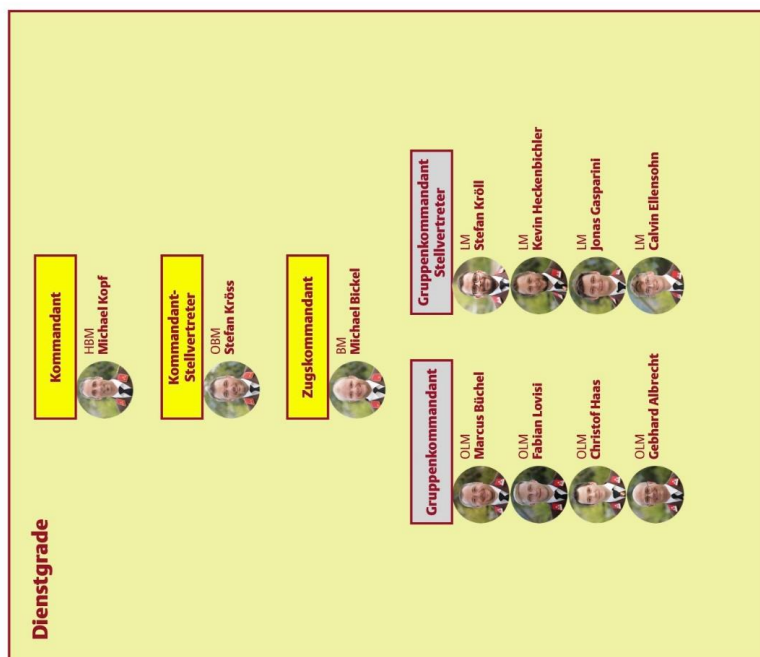 Dienstgrade
Kommandant
HBM
Michael Kopf
Kommandant-
Stellvertreter
OBM
Stefan Kröss
Zugskommandant
BM
Michael Bickel
Gruppenkommandant
OLM
Marcus Büchel
OLM
Fabian Lovisi
OLM
Christof Haas
OLM
Gebhard Albrecht
Gruppenkommandant
Stellvertreter
LM
Stefan Kröll
LM
Kevin Heckenbichler
LM
Jonas Gasparini
LM
Calvin Ellensohn